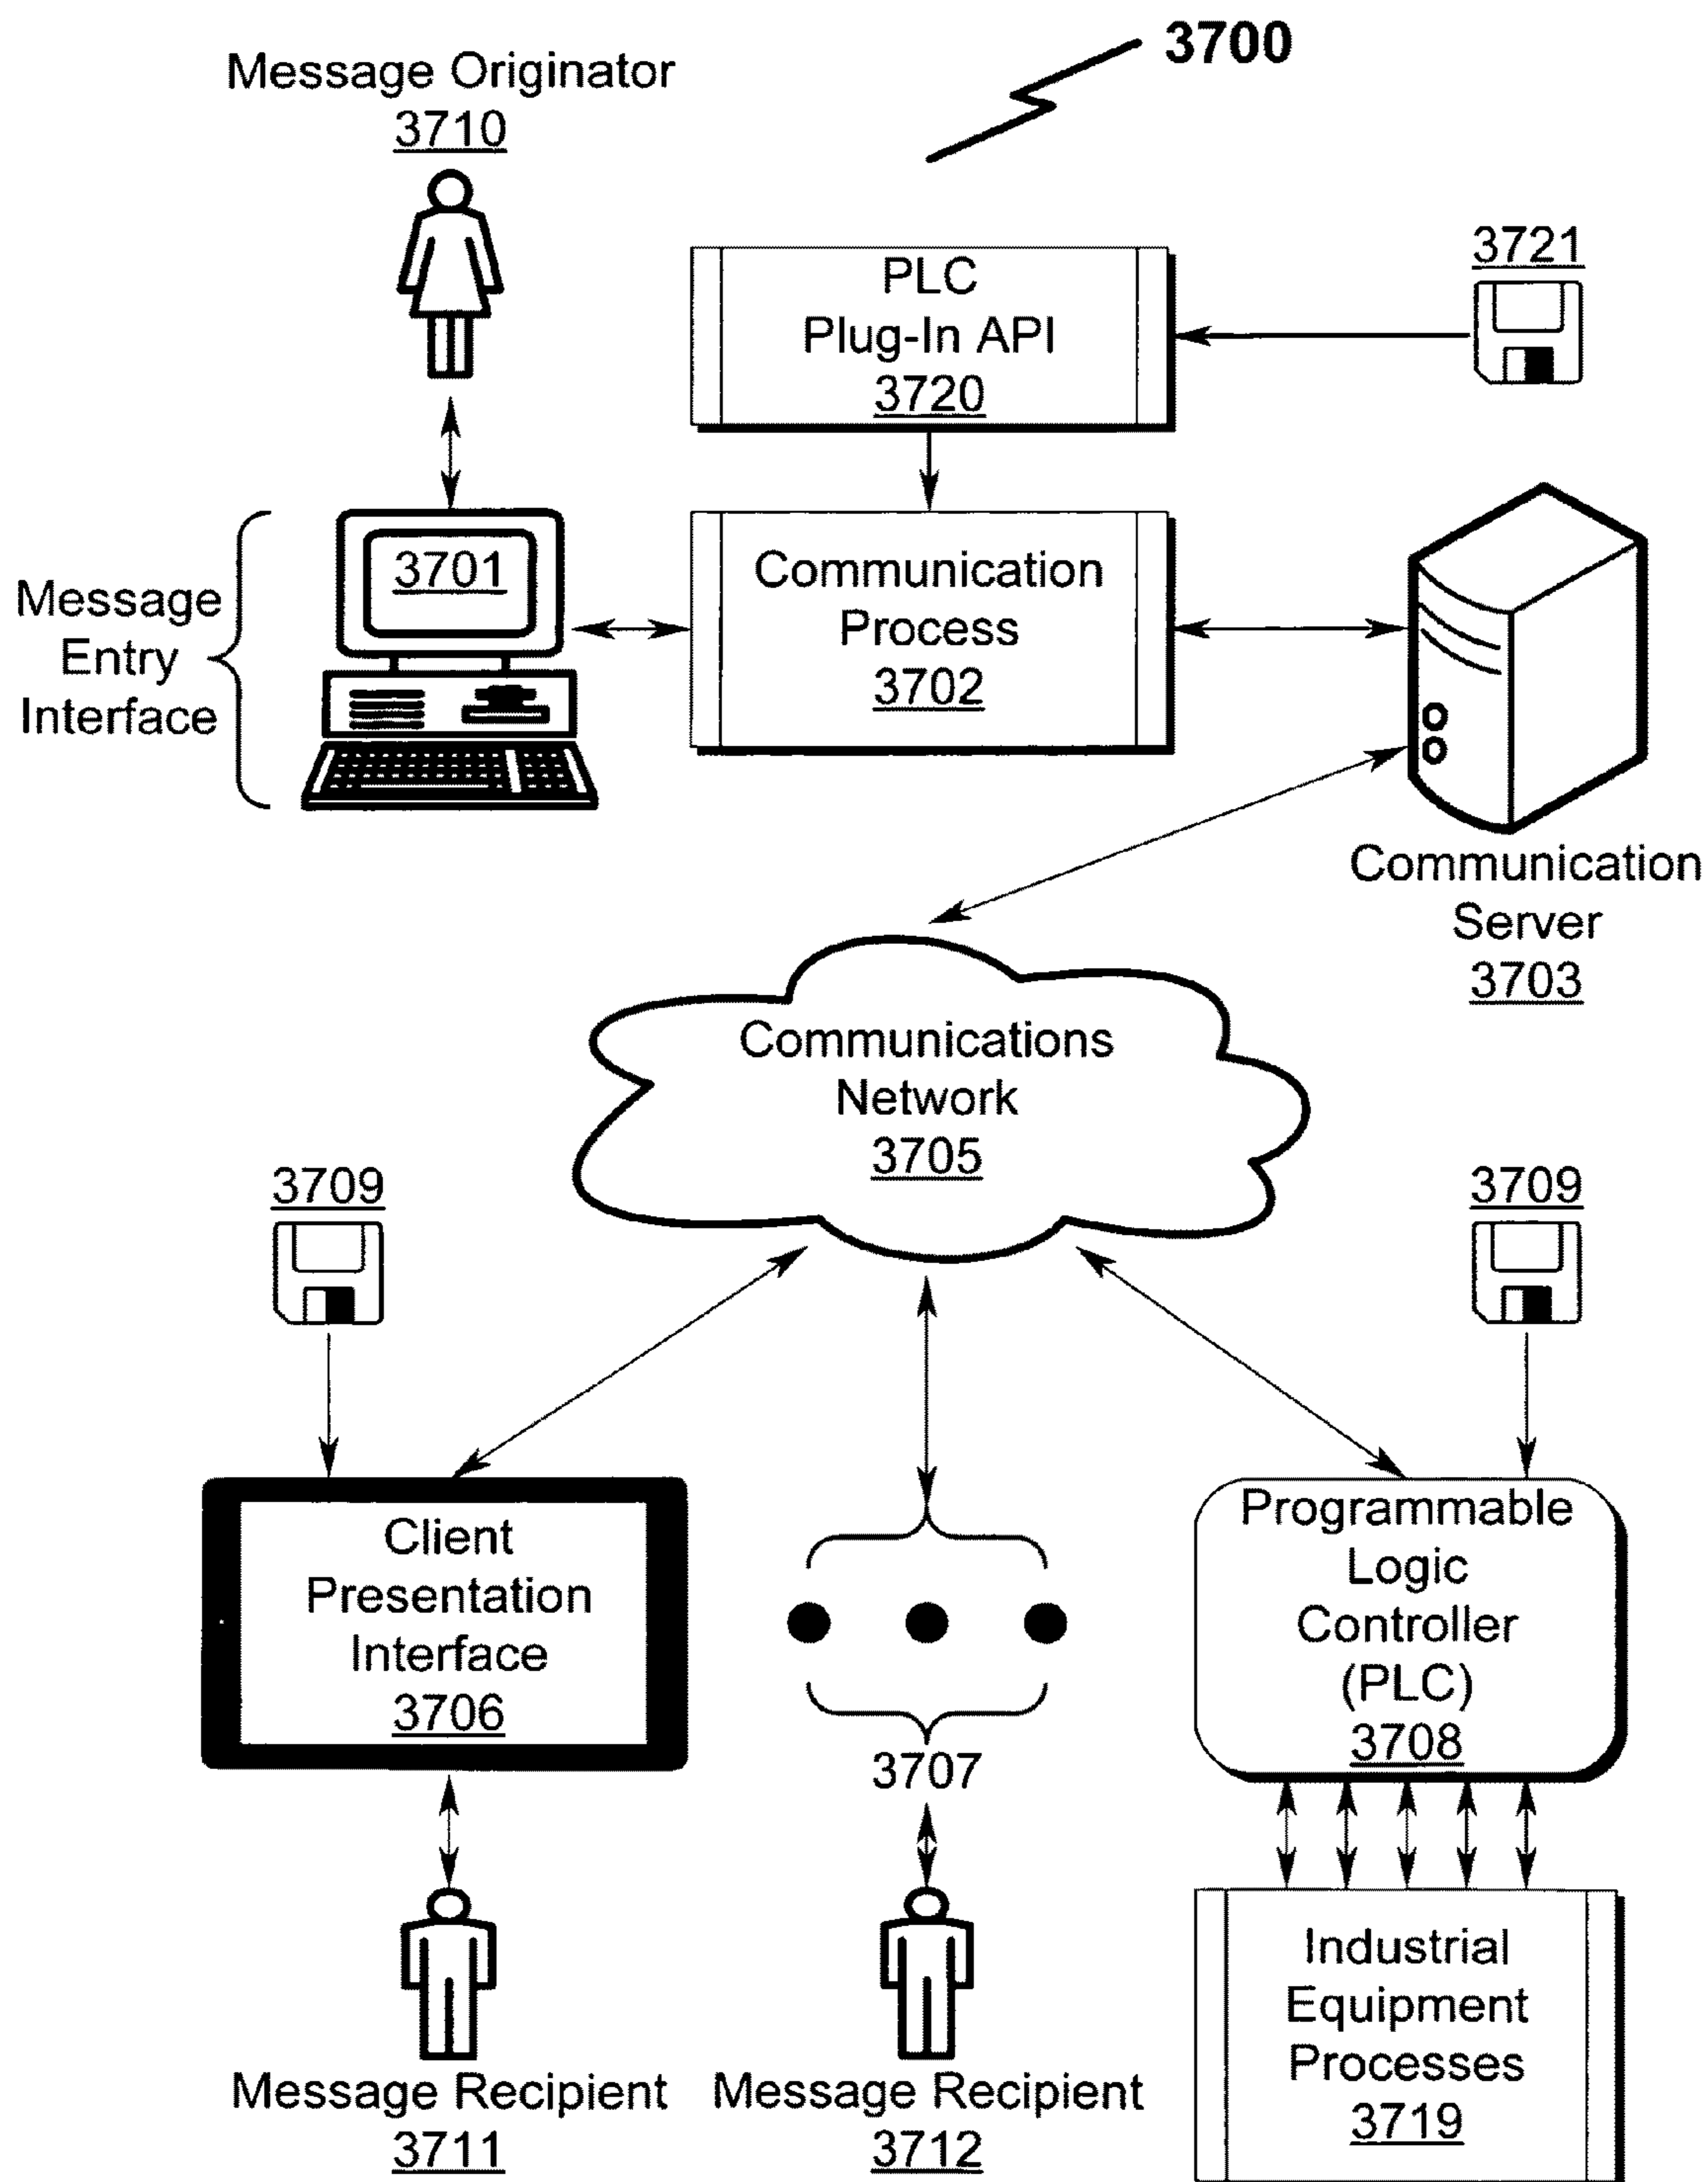 3700
Message Originator
3710
PLC
Plug-In API
3720
3721
Message
Entry
Interface
3701
Communication
Process
3702
Communication
Server
3703
Communications
Network
3705
3709
3709
Client
Presentation
Interface
3706
3707
Programmable
Logic
Controller
(PLC)
3708
Message Recipient
3711
Message Recipient
3712
Industrial
Equipment
Processes
3719